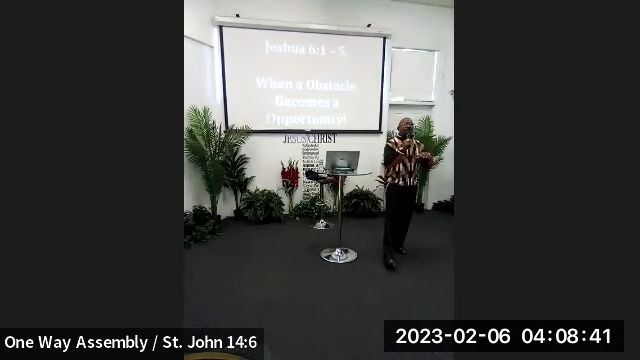 Joshua 6:1 - 5.
When a Obstacle
Becomes a
Opportunity!
JESUS CHRIST
One Way Assembly / St. John 14:6
2023-02-06 04:08:41